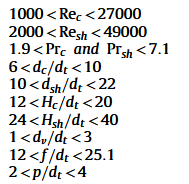 1000 < Re_c < 27000
2000 < Re_sh < 49000
1.9 < Pr_c and Pr_sh < 7.1
6 < d_c/d_t < 10
10 < d_sh/d_t < 22
12 < H_c/d_t < 20
24 < H_sh/d_t < 40
1 < d_v/d_t < 3
12 < f/d_t < 25.1
2 < p/d_t < 4